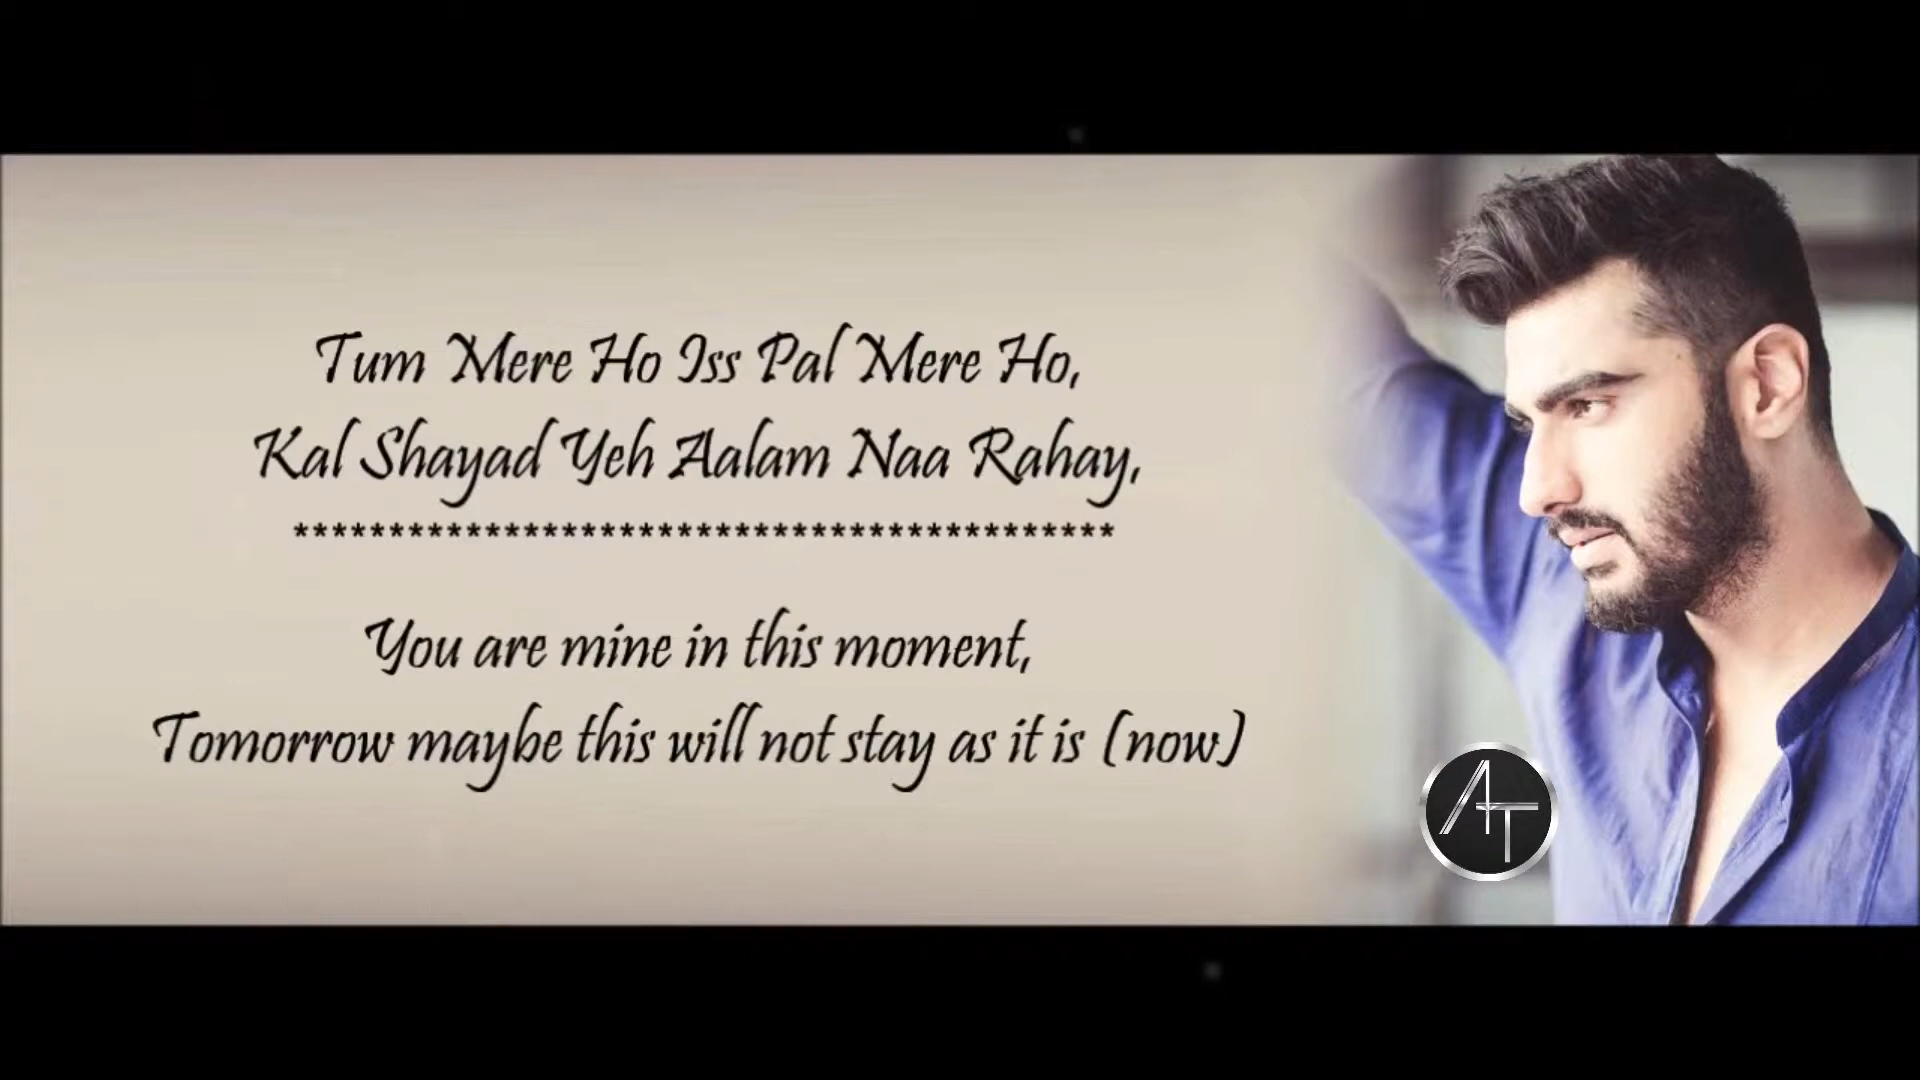 Tum Mere Ho Iss Pal Mere Ho,
Kal Shayad Yeh Aalam Naa Rahay,
*******************************************
You are mine in this moment,
Tomorrow maybe this will not stay as it is (now)
AT